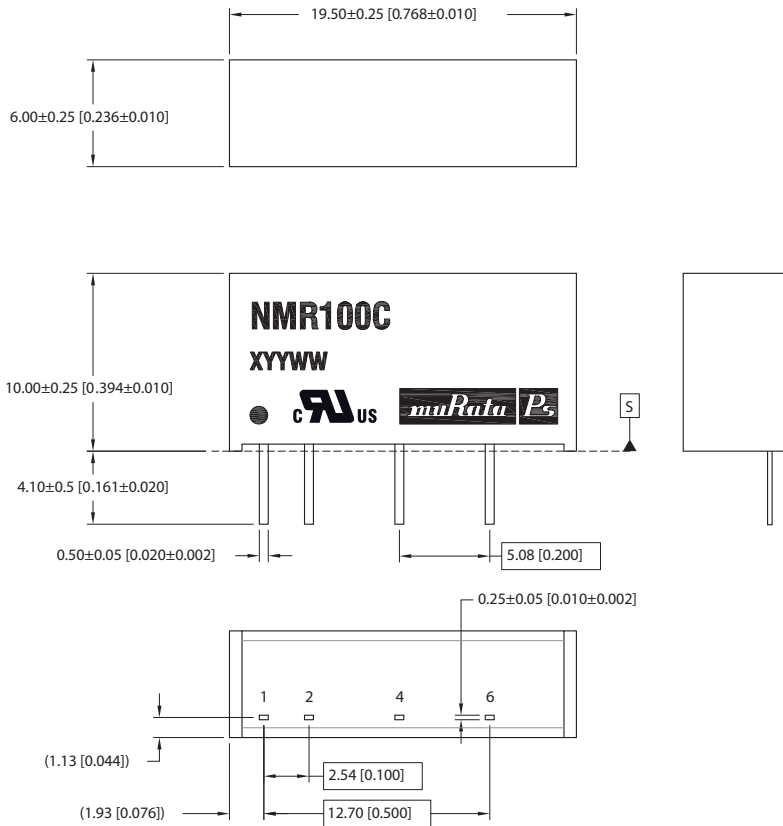 19.50±0.25 [0.768±0.010]
6.00±0.25 [0.236±0.010]
NMR100C
XYYWW
10.00±0.25 [0.394±0.010]
c RU US muRata Ps
S
4.10±0.5 [0.161±0.020]
0.50±0.05 [0.020±0.002]
5.08 [0.200]
0.25±0.05 [0.010±0.002]
1 2 4 6
(1.13 [0.044])
2.54 [0.100]
(1.93 [0.076])
12.70 [0.500]